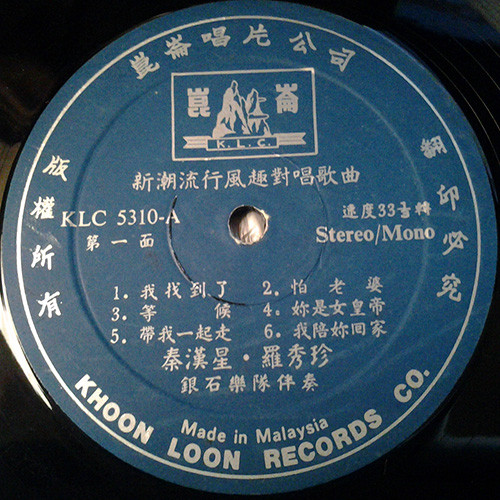 崑崙唱片公司
版權所有
翻印必究
崑崙
K.L.C.
新潮流行風趣對唱歌曲
KLC 5310-A
第一面
速度33⅓轉
Stereo/Mono
1. 我找到了 2. 怕老婆
3. 等候 4. 妳是女皇帝
5. 帶我一起走 6. 我陪妳回家
秦漢星・羅秀珍
銀石樂隊伴奏
Made in Malaysia
KHOON LOON RECORDS CO.